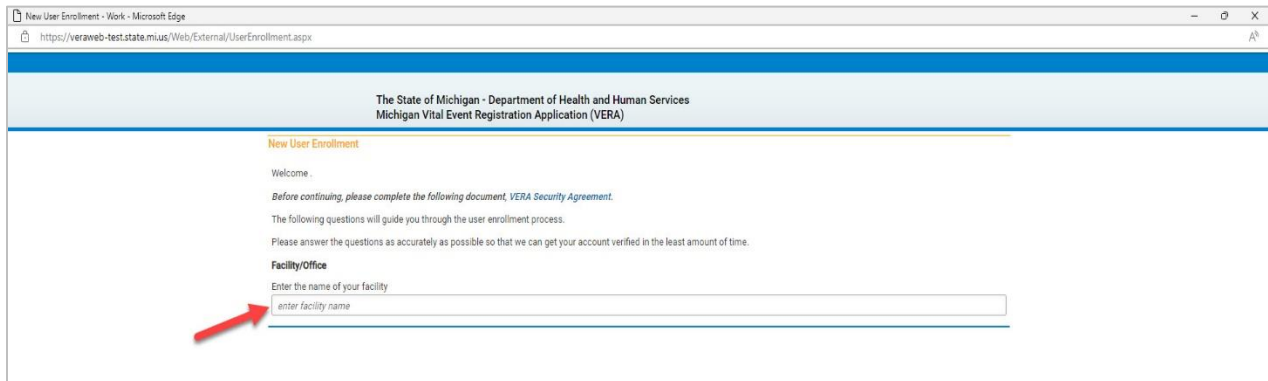 New User Enrollment - Work - Microsoft Edge
https://veraweb-test.state.mi.us/Web/External/UserEnrollment.aspx
The State of Michigan - Department of Health and Human Services
Michigan Vital Event Registration Application (VERA)
New User Enrollment
Welcome .
Before continuing, please complete the following document, VERA Security Agreement.
The following questions will guide you through the user enrollment process.
Please answer the questions as accurately as possible so that we can get your account verified in the least amount of time.
Facility/Office
Enter the name of your facility
enter facility name